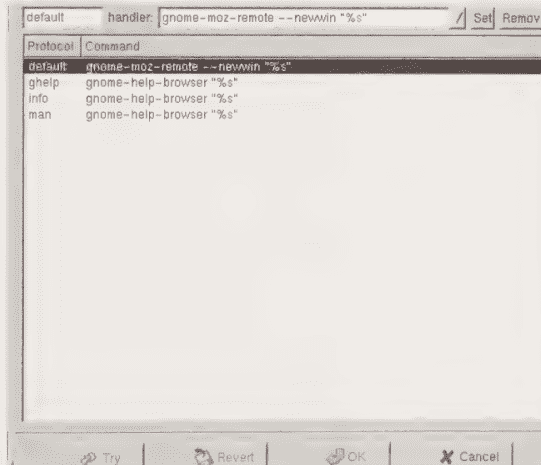 default handler: gnome-moz-remote --newwin "%s" Set Remov
Protocol Command
default gnome-moz-remote --newwin "%s"
ghelp gnome-help-browser "%s"
info gnome-help-browser "%s"
man gnome-help-browser "%s"
Try Revert OK Cancel